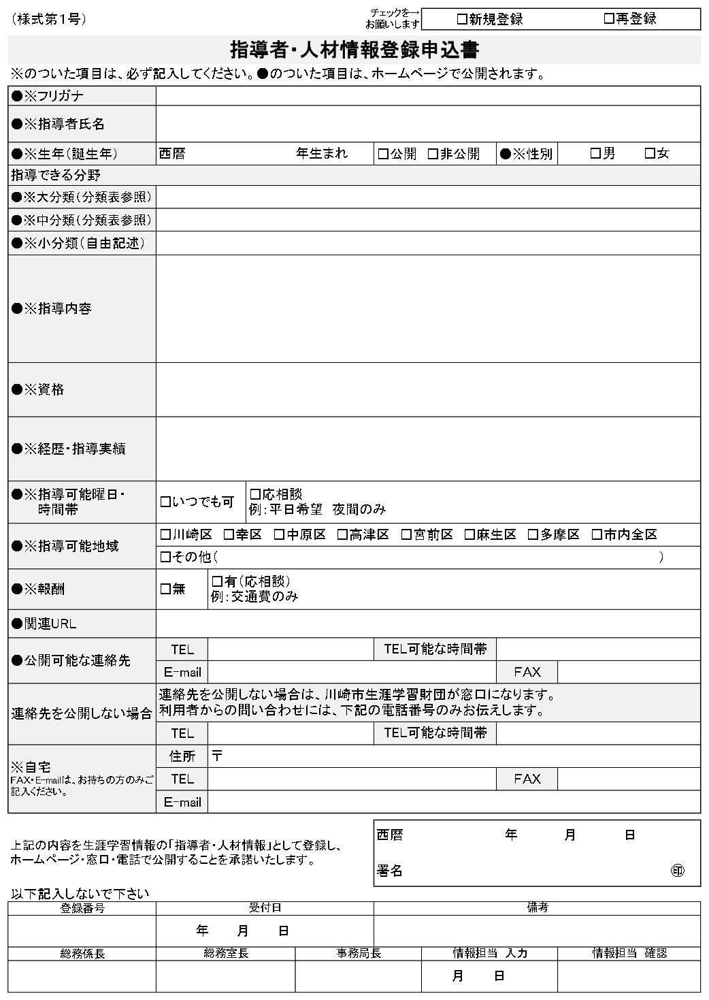 （様式第１号）
チェックを→
お願いします
□新規登録　□再登録
指導者・人材情報登録申込書
※のついた項目は、必ず記入してください。●のついた項目は、ホームページで公開されます。
●※フリガナ
●※指導者氏名
●※生年（誕生年）　西暦　年生まれ　□公開　□非公開　●※性別　□男　□女
指導できる分野
●※大分類（分類表参照）
●※中分類（分類表参照）
●※小分類（自由記述）
●※指導内容
●※資格
●※経歴・指導実績
●※指導可能曜日・
時間帯
□いつでも可
□応相談
例：平日希望　夜間のみ
●※指導可能地域
□川崎区　□幸区　□中原区　□高津区　□宮前区　□麻生区　□多摩区　□市内全区
□その他（　）
●※報酬
□無
□有（応相談）
例：交通費のみ
●関連URL
●公開可能な連絡先
TEL　TEL可能な時間帯
E-mail　FAX
連絡先を公開しない場合
連絡先を公開しない場合は、川崎市生涯学習財団が窓口になります。
利用者からの問い合わせには、下記の電話番号のみお伝えします。
TEL　TEL可能な時間帯
※自宅
FAX・E-mailは、お持ちの方のみご
記入ください。
住所　〒
TEL　FAX
E-mail
上記の内容を生涯学習情報の「指導者・人材情報」として登録し、
ホームページ・窓口・電話で公開することを承諾いたします。
西暦　年　月　日
署名　㊞
以下記入しないで下さい
登録番号　受付日　備考
年　月　日
総務係長　総務室長　事務局長　情報担当　入力　情報担当　確認
月　日